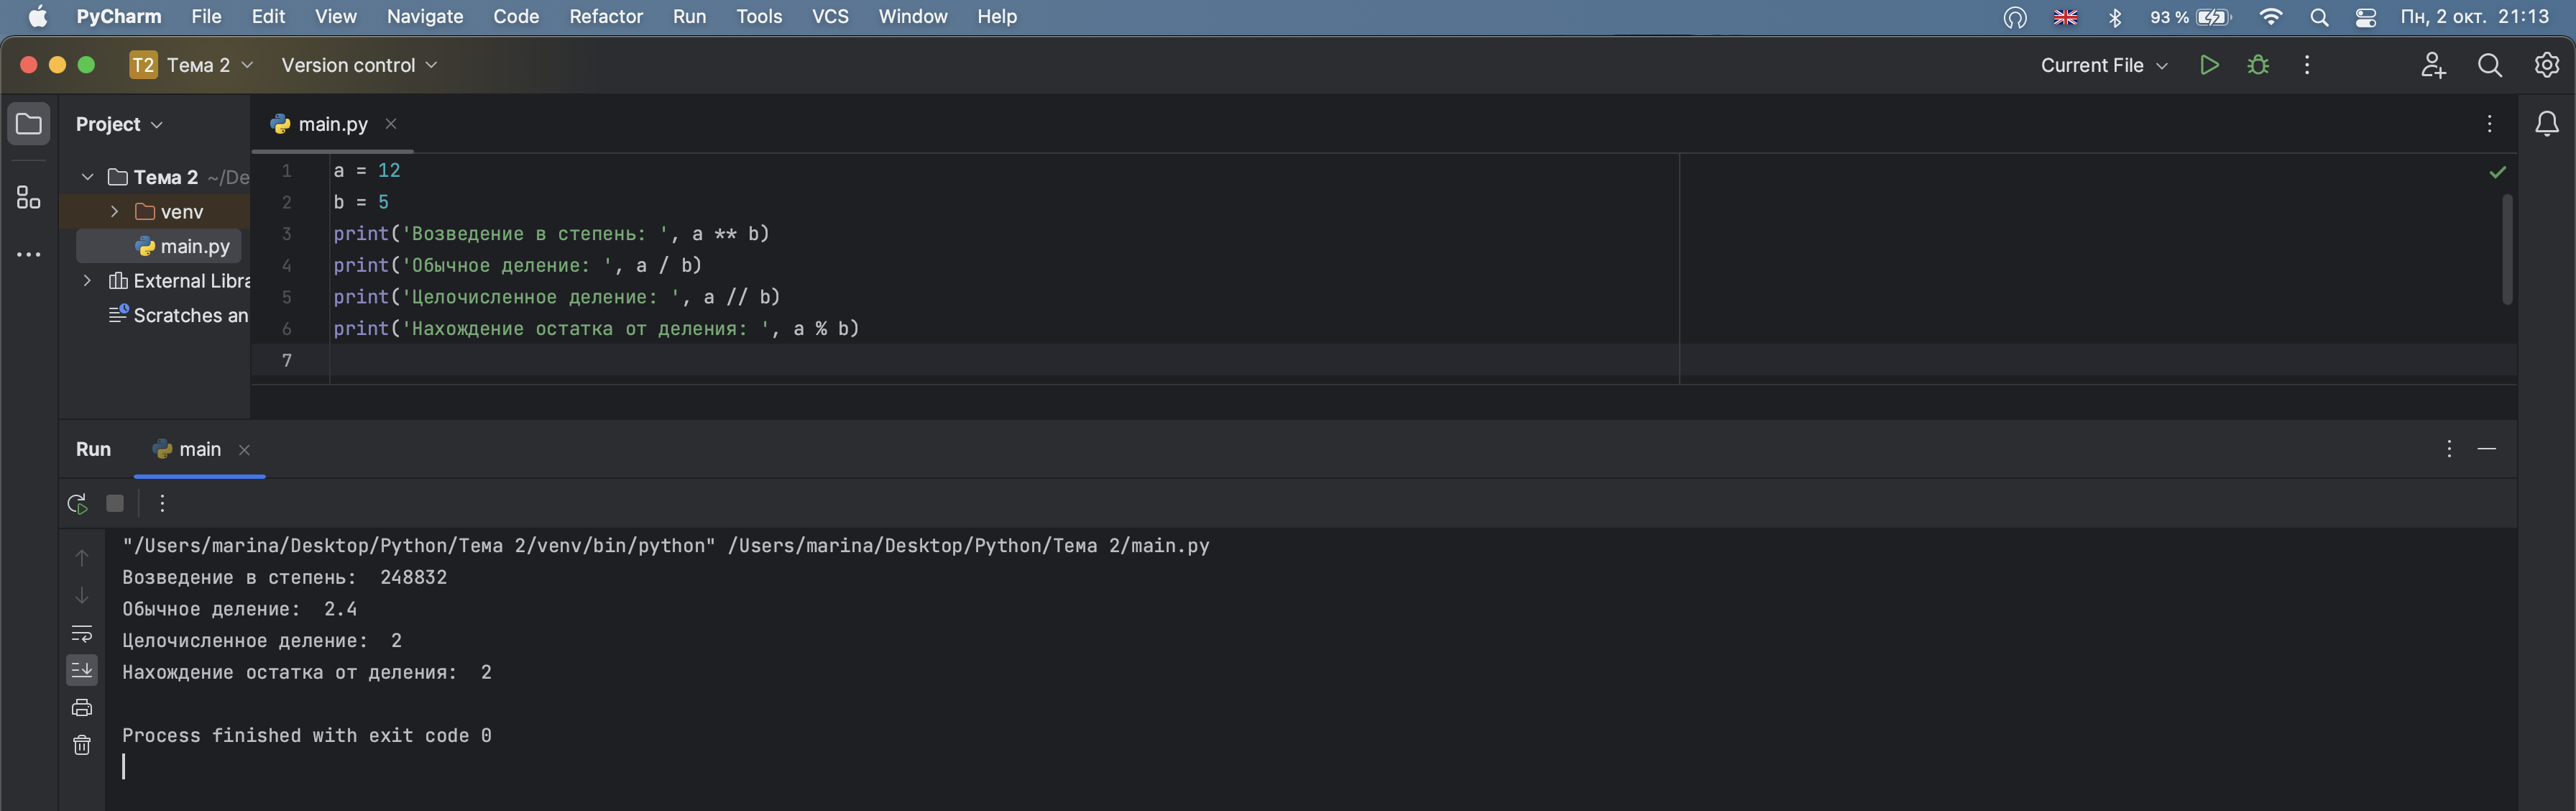 PyCharm File Edit View Navigate Code Refactor Run Tools VCS Window Help 93 % Пн, 2 окт. 21:13
T2 Тема 2 Version control Current File
Project main.py
Тема 2 ~/De
venv
main.py
External Libra
Scratches an
1 a = 12
2 b = 5
3 print('Возведение в степень: ', a ** b)
4 print('Обычное деление: ', a / b)
5 print('Целочисленное деление: ', a // b)
6 print('Нахождение остатка от деления: ', a % b)
7
Run main
"/Users/marina/Desktop/Python/Тема 2/venv/bin/python" /Users/marina/Desktop/Python/Тема 2/main.py
Возведение в степень:  248832
Обычное деление:  2.4
Целочисленное деление:  2
Нахождение остатка от деления:  2
Process finished with exit code 0